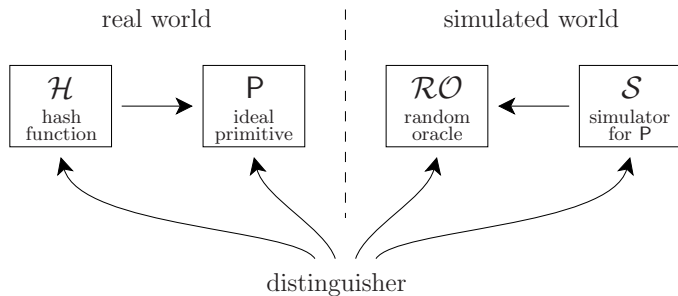 real world
simulated world
H
hash
function
P
ideal
primitive
RO
random
oracle
S
simulator
for P
distinguisher